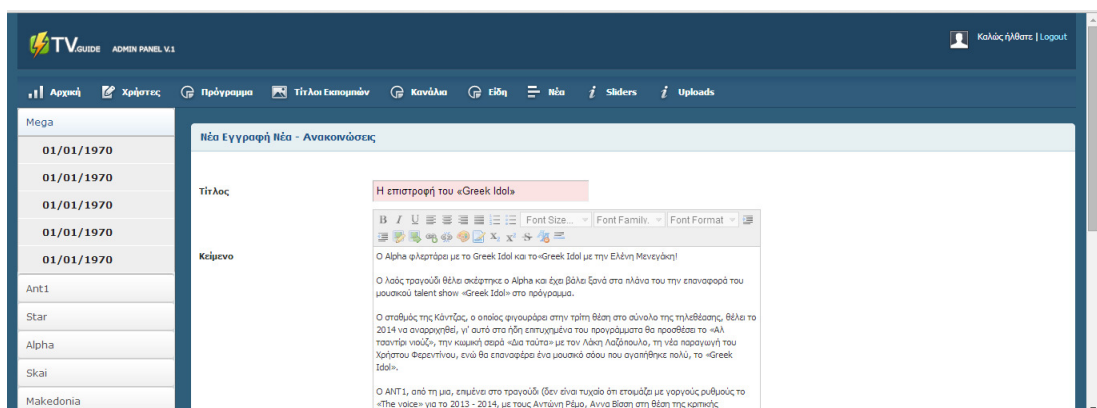 TV.GUIDE ADMIN PANEL V.1
Καλώς ήλθατε | Logout
Αρχική Χρήστες Πρόγραμμα Τίτλοι Εκπομπών Κανάλια Είδη Νέα Sliders Uploads
Mega
01/01/1970
01/01/1970
01/01/1970
01/01/1970
01/01/1970
Ant1
Star
Alpha
Skai
Makedonia
Νέα Εγγραφή Νέα - Ανακοινώσεις
Τίτλος
Η επιστροφή του «Greek Idol»
B I U Font Size... Font Family. Font Format
Κείμενο
Ο Alpha φλερτάρει με το Greek Idol και το«Greek Idol με την Ελένη Μενεγάκη!
Ο λαός τραγούδι θέλει σκέφτηκε ο Alpha και έχει βάλει ξανά στα πλάνα του την επαναφορά του
μουσικού talent show «Greek Idol» στο πρόγραμμα.
Ο σταθμός της Κάντζας, ο οποίος φιγουράρει στην τρίτη θέση στο σύνολο της τηλεθέασης, θέλει το
2014 να αναρριχηθεί, γι' αυτό στα ήδη επιτυχημένα του προγράμματα θα προσθέσει το «Αλ
τσαντίρι νιούζ», την κωμική σειρά «Δια ταύτα» με τον Λάκη Λαζόπουλο, τη νέα παραγωγή του
Χρήστου Φερεντίνου, ενώ θα επαναφέρει ένα μουσικό σόου που αγαπήθηκε πολύ, το «Greek
Idol».
Ο ΑΝΤ1, από τη μια, επιμένει στο τραγούδι (δεν είναι τυχαίο ότι ετοιμάζει με γοργούς ρυθμούς το
«The voice» για το 2013 - 2014, με τους Αντώνη Ρέμο, Άννα Βίσση στη θέση της κριτικής